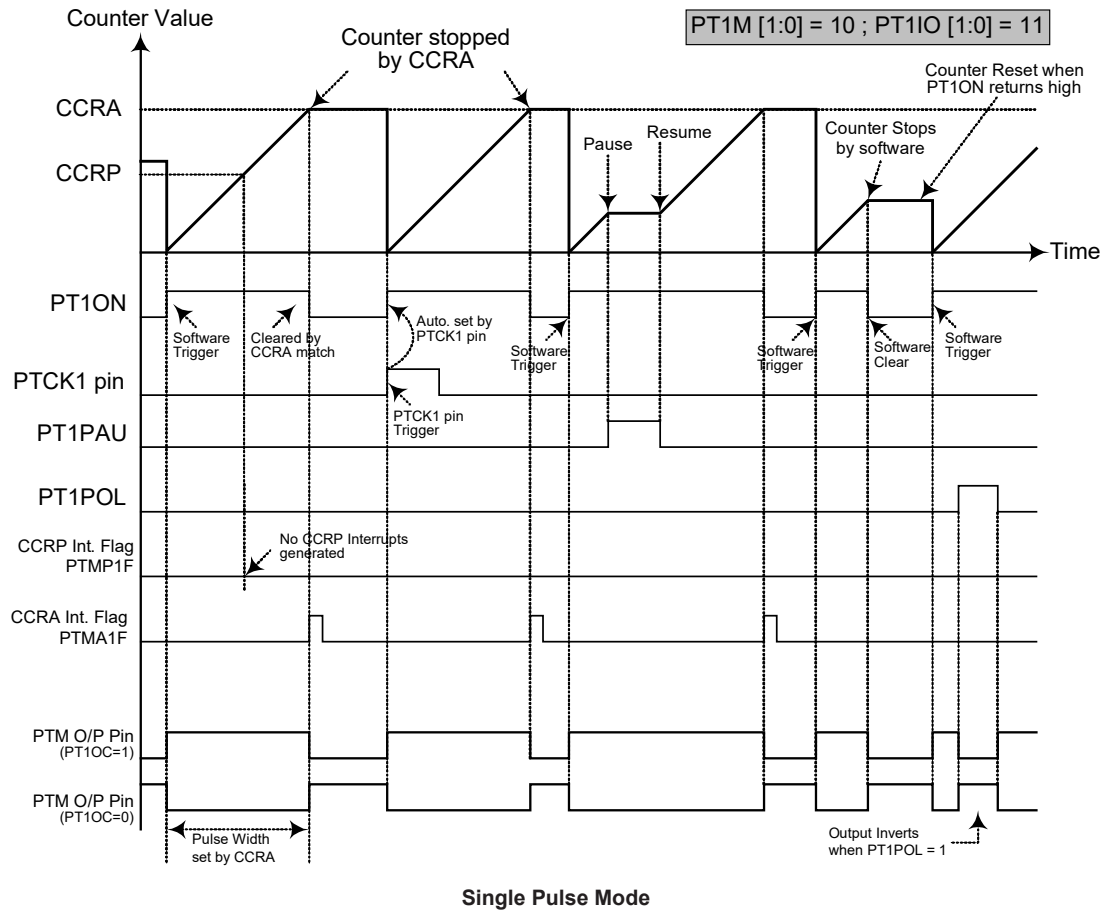 Counter Value
PT1M [1:0] = 10 ; PT1IO [1:0] = 11
Counter stopped
by CCRA
Counter Reset when
PT1ON returns high
CCRA
Pause
Resume
Counter Stops
by software
CCRP
Time
PT1ON
Software
Trigger
Cleared by
CCRA match
Auto. set by
PTCK1 pin
Software
Trigger
Software
Trigger
Software
Clear
Software
Trigger
PTCK1 pin
PTCK1 pin
Trigger
PT1PAU
PT1POL
CCRP Int. Flag
PTMP1F
No CCRP Interrupts
generated
CCRA Int. Flag
PTMA1F
PTM O/P Pin
(PT1OC=1)
PTM O/P Pin
(PT1OC=0)
Pulse Width
set by CCRA
Output Inverts
when PT1POL = 1
Single Pulse Mode